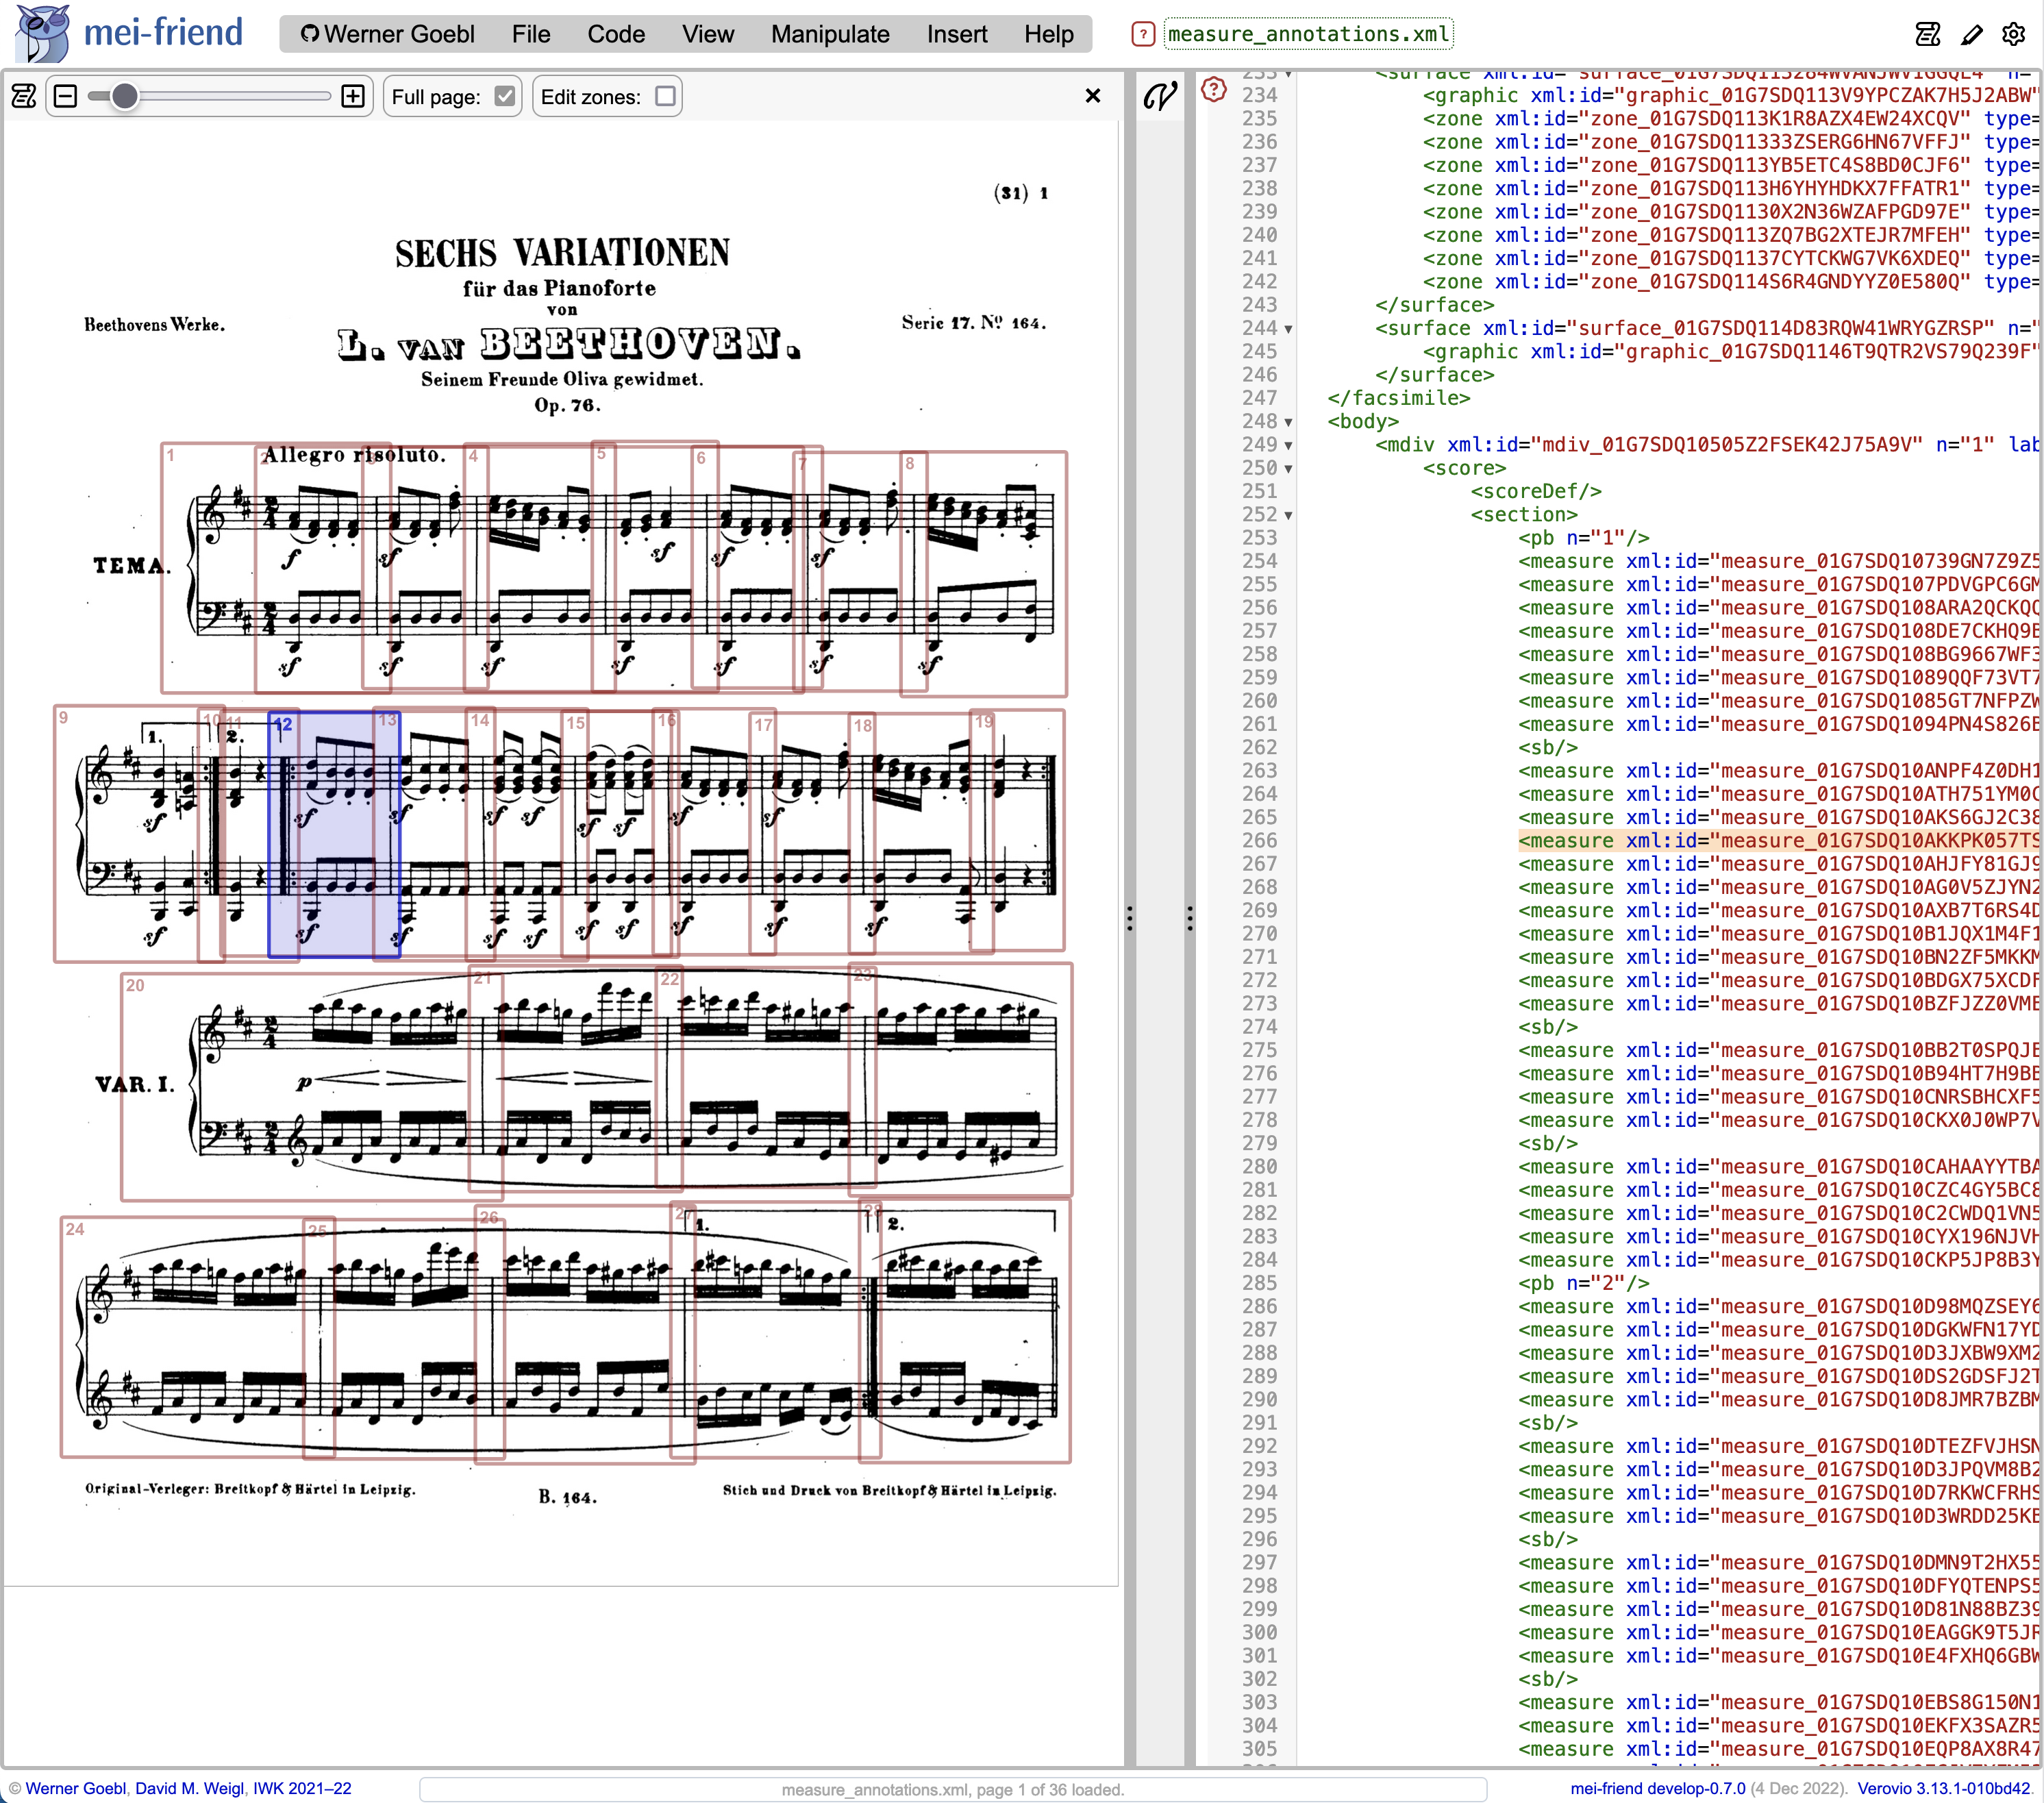 mei-friend
Werner Goebl File Code View Manipulate Insert Help
? measure_annotations.xml
Full page: Edit zones:
(31) 1
SECHS VARIATIONEN
für das Pianoforte
von
Beethovens Werke.
Serie 17. Nº 164.
L. VAN BEETHOVEN.
Seinem Freunde Oliva gewidmet.
Op. 76.
Allegro risoluto.
1 2 3 4 5 6 7 8
TEMA.
f sf sf sf sf
sf sf sf sf sf sf sf
9 10 11 12 13 14 15 16 17 18 19
1. 2.
20 21 22 23
VAR. I.
p
24 25 26 27 28
1. 2.
Original-Verleger: Breitkopf & Härtel in Leipzig.
B. 164.
Stich und Druck von Breitkopf & Härtel in Leipzig.
234 <graphic xml:id="graphic_01G7SDQ113V9YPCZAK7H5J2ABW"
235 <zone xml:id="zone_01G7SDQ113K1R8AZX4EW24XCQV" type=
236 <zone xml:id="zone_01G7SDQ11333ZSERG6HN67VFFJ" type=
237 <zone xml:id="zone_01G7SDQ113YB5ETC4S8BD0CJF6" type=
238 <zone xml:id="zone_01G7SDQ113H6YHYHDKX7FFATR1" type=
239 <zone xml:id="zone_01G7SDQ1130X2N36WZAFPGD97E" type=
240 <zone xml:id="zone_01G7SDQ113ZQ7BG2XTEJR7MFEH" type=
241 <zone xml:id="zone_01G7SDQ1137CYTCKWG7VK6XDEQ" type=
242 <zone xml:id="zone_01G7SDQ114S6R4GNDYYZ0E580Q" type=
243 </surface>
244 <surface xml:id="surface_01G7SDQ114D83RQW41WRYGZRSP" n="
245 <graphic xml:id="graphic_01G7SDQ1146T9QTR2VS79Q239F"
246 </surface>
247 </facsimile>
248 <body>
249 <mdiv xml:id="mdiv_01G7SDQ10505Z2FSEK42J75A9V" n="1" lab
250 <score>
251 <scoreDef/>
252 <section>
253 <pb n="1"/>
254 <measure xml:id="measure_01G7SDQ10739GN7Z9Z5
255 <measure xml:id="measure_01G7SDQ107PDVGPC6GM
256 <measure xml:id="measure_01G7SDQ108ARA2QCKQQ
257 <measure xml:id="measure_01G7SDQ108DE7CKHQ9E
258 <measure xml:id="measure_01G7SDQ108BG9667WF3
259 <measure xml:id="measure_01G7SDQ1089QQF73VT7
260 <measure xml:id="measure_01G7SDQ1085GT7NFPZW
261 <measure xml:id="measure_01G7SDQ1094PN4S826E
262 <sb/>
263 <measure xml:id="measure_01G7SDQ10ANPF4Z0DH1
264 <measure xml:id="measure_01G7SDQ10ATH751YM0C
265 <measure xml:id="measure_01G7SDQ10AKS6GJ2C38
266 <measure xml:id="measure_01G7SDQ10AKKPK057TS
267 <measure xml:id="measure_01G7SDQ10AHJFY81GJ9
268 <measure xml:id="measure_01G7SDQ10AG0V5ZJYN2
269 <measure xml:id="measure_01G7SDQ10AXB7T6RS4D
270 <measure xml:id="measure_01G7SDQ10B1JQX1M4F1
271 <measure xml:id="measure_01G7SDQ10BN2ZF5MKKM
272 <measure xml:id="measure_01G7SDQ10BDGX75XCDF
273 <measure xml:id="measure_01G7SDQ10BZFJZZ0VME
274 <sb/>
275 <measure xml:id="measure_01G7SDQ10BB2T0SPQJE
276 <measure xml:id="measure_01G7SDQ10B94HT7H9BE
277 <measure xml:id="measure_01G7SDQ10CNRSBHCXF5
278 <measure xml:id="measure_01G7SDQ10CKX0J0WP7V
279 <sb/>
280 <measure xml:id="measure_01G7SDQ10CAHAAYYTBA
281 <measure xml:id="measure_01G7SDQ10CZC4GY5BC8
282 <measure xml:id="measure_01G7SDQ10C2CWDQ1VN5
283 <measure xml:id="measure_01G7SDQ10CYX196NJVH
284 <measure xml:id="measure_01G7SDQ10CKP5JP8B3Y
285 <pb n="2"/>
286 <measure xml:id="measure_01G7SDQ10D98MQZSEY6
287 <measure xml:id="measure_01G7SDQ10DGKWFN17YD
288 <measure xml:id="measure_01G7SDQ10D3JXBW9XM2
289 <measure xml:id="measure_01G7SDQ10DS2GDSFJ2T
290 <measure xml:id="measure_01G7SDQ10D8JMR7BZBM
291 <sb/>
292 <measure xml:id="measure_01G7SDQ10DTEZFVJHSN
293 <measure xml:id="measure_01G7SDQ10D3JPQVM8B2
294 <measure xml:id="measure_01G7SDQ10D7RKWCFRHS
295 <measure xml:id="measure_01G7SDQ10D3WRDD25KE
296 <sb/>
297 <measure xml:id="measure_01G7SDQ10DMN9T2HX55
298 <measure xml:id="measure_01G7SDQ10DFYQTENPS5
299 <measure xml:id="measure_01G7SDQ10D81N88BZ39
300 <measure xml:id="measure_01G7SDQ10EAGGK9T5JR
301 <measure xml:id="measure_01G7SDQ10E4FXHQ6GBW
302 <sb/>
303 <measure xml:id="measure_01G7SDQ10EBS8G150N1
304 <measure xml:id="measure_01G7SDQ10EKFX3SAZR5
305 <measure xml:id="measure_01G7SDQ10EQP8AX8R47
© Werner Goebl, David M. Weigl, IWK 2021–22
measure_annotations.xml, page 1 of 36 loaded.
mei-friend develop-0.7.0 (4 Dec 2022). Verovio 3.13.1-010bd42.